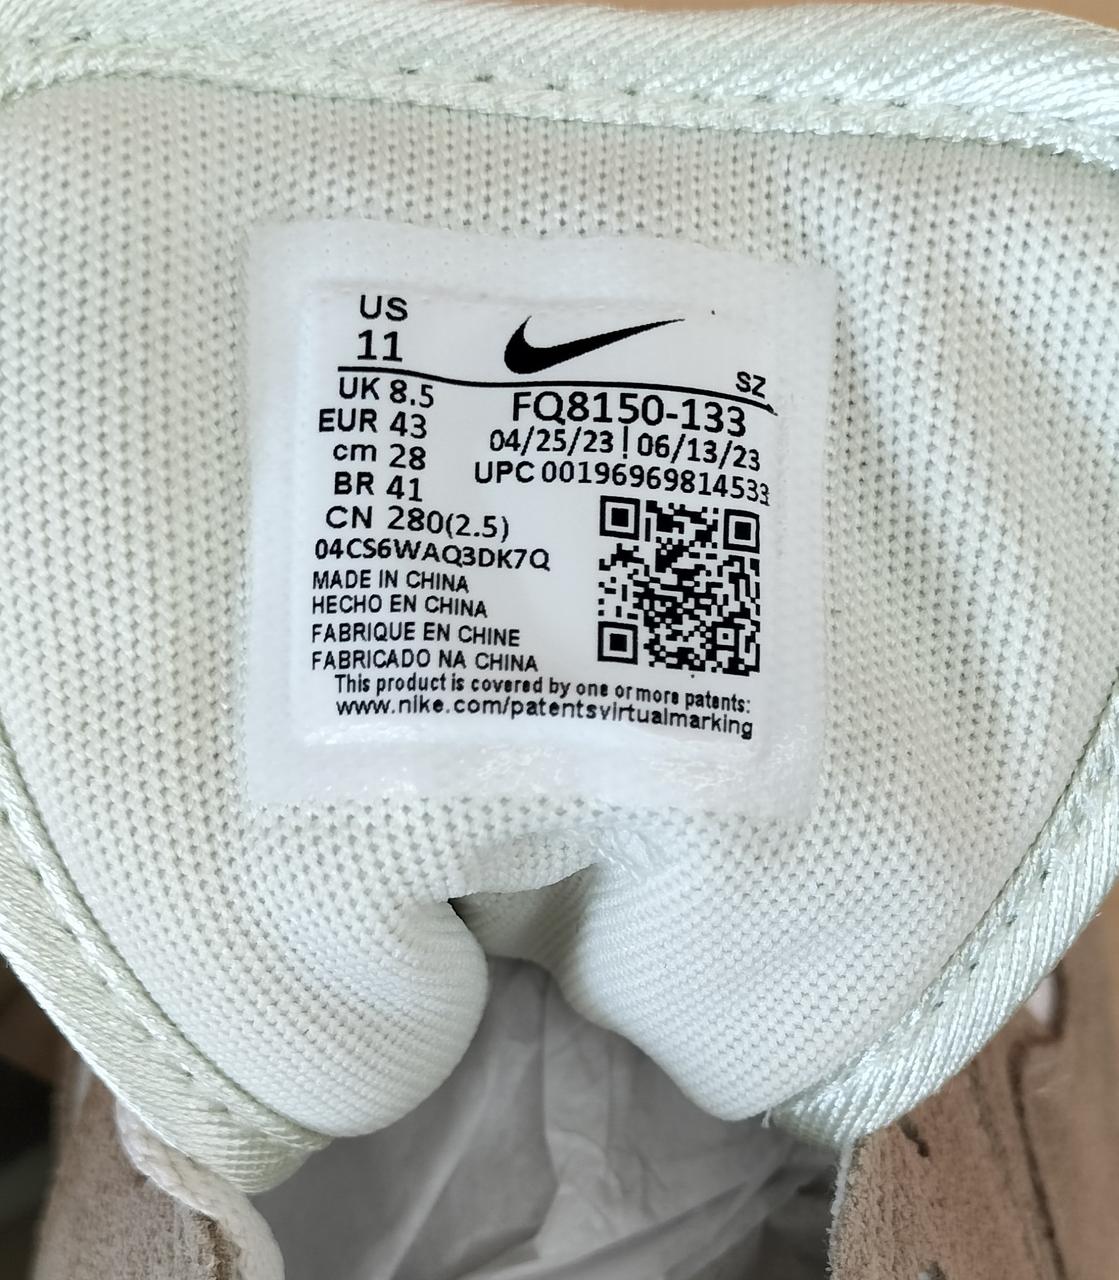 US
11
SZ
UK 8.5
FQ8150-133
EUR 43
04/25/23 | 06/13/23
cm 28
UPC 00196969814533
BR 41
CN 280(2.5)
04CS6WAQ3DK7Q
MADE IN CHINA
HECHO EN CHINA
FABRIQUE EN CHINE
FABRICADO NA CHINA
This product is covered by one or more patents:
www.nike.com/patentsvirtualmarking